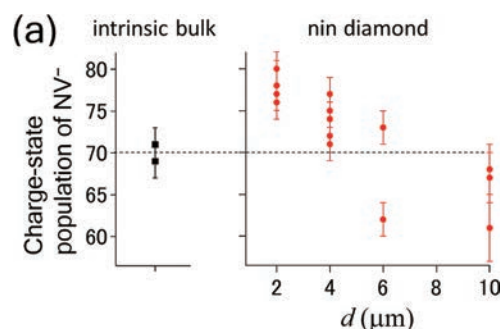 (a)
intrinsic bulk
nin diamond
Charge-state
population of NV⁻
80
75
70
65
60
2
4
6
8
10
d (μm)